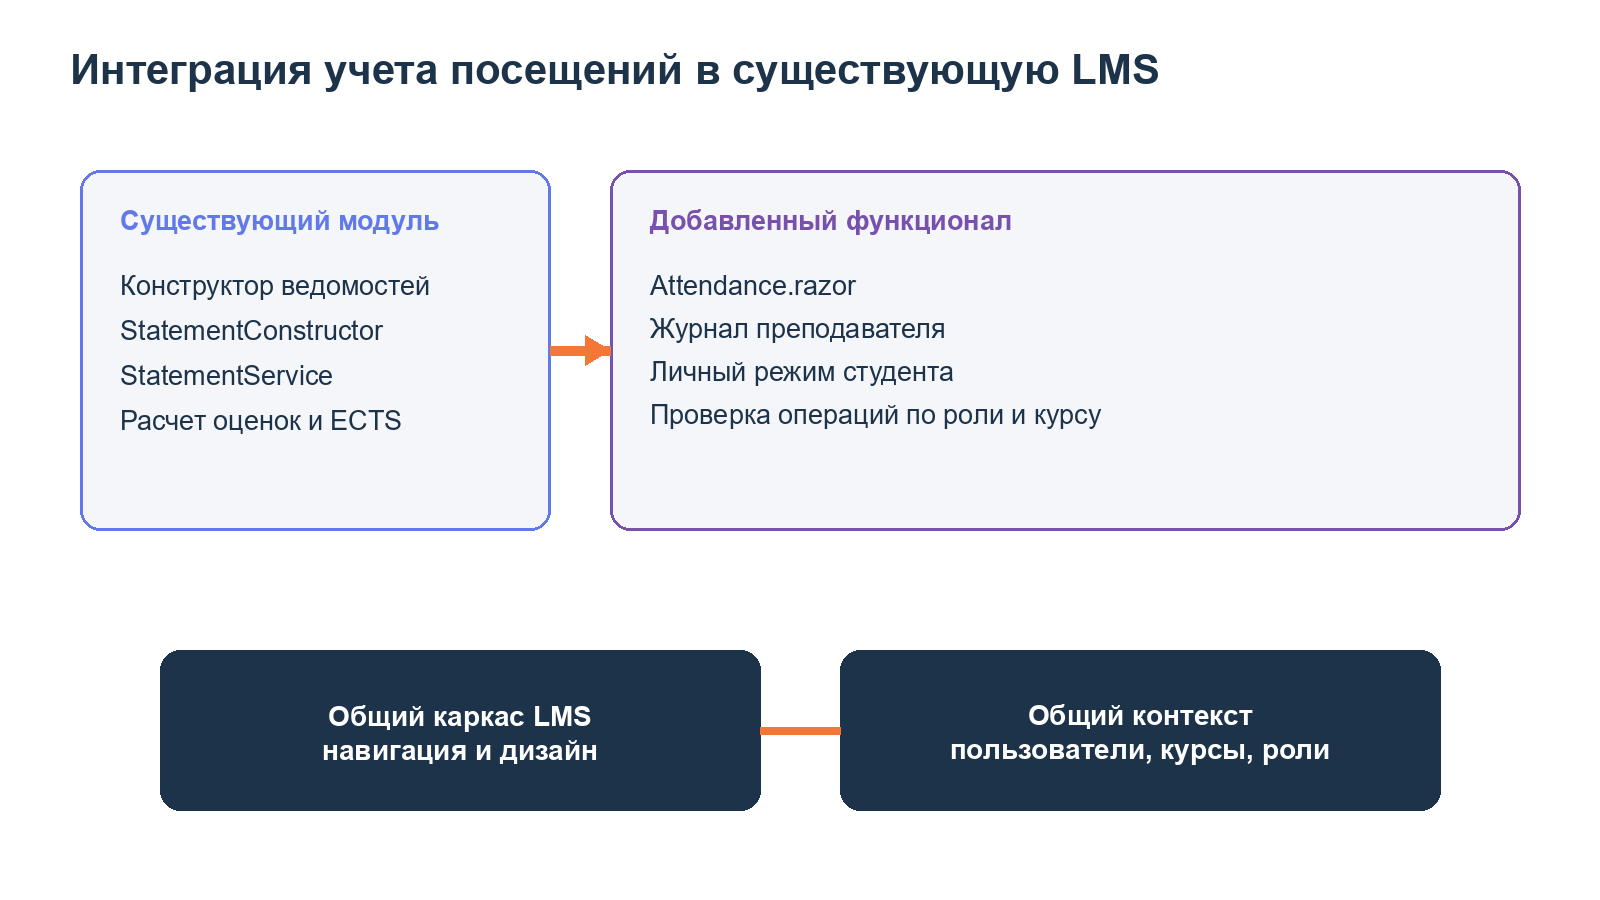 Интеграция учета посещений в существующую LMS
Существующий модуль
Конструктор ведомостей
StatementConstructor
StatementService
Расчет оценок и ECTS
Добавленный функционал
Attendance.razor
Журнал преподавателя
Личный режим студента
Проверка операций по роли и курсу
Общий каркас LMS
навигация и дизайн
Общий контекст
пользователи, курсы, роли